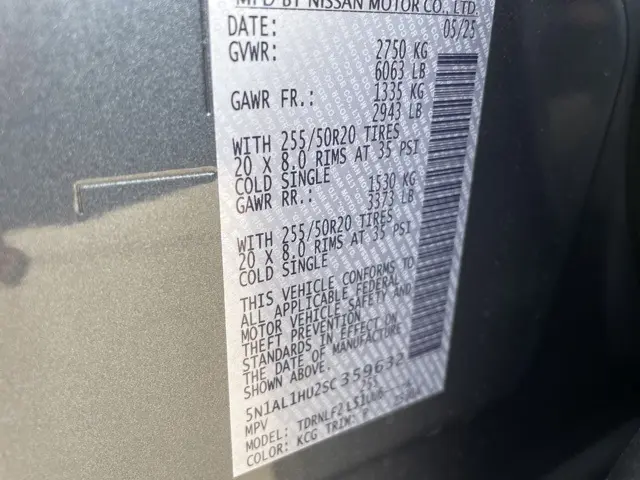 MFD BY NISSAN MOTOR CO., LTD.
DATE: 05/25
GVWR: 2750 KG
6063 LB
GAWR FR.: 1335 KG
2943 LB
WITH 255/50R20 TIRES
20 X 8.0 RIMS AT 35 PSI
COLD SINGLE
GAWR RR.: 1530 KG
3373 LB
WITH 255/50R20 TIRES
20 X 8.0 RIMS AT 35 PSI
COLD SINGLE
THIS VEHICLE CONFORMS TO
ALL APPLICABLE FEDERAL
MOTOR VEHICLE SAFETY AND
THEFT PREVENTION
STANDARDS IN EFFECT ON
THE DATE OF MANUFACTURE
SHOWN ABOVE.
5N1AL1HU2SC 359632
MPV
MODEL:
COLOR: KCG TRIM: P